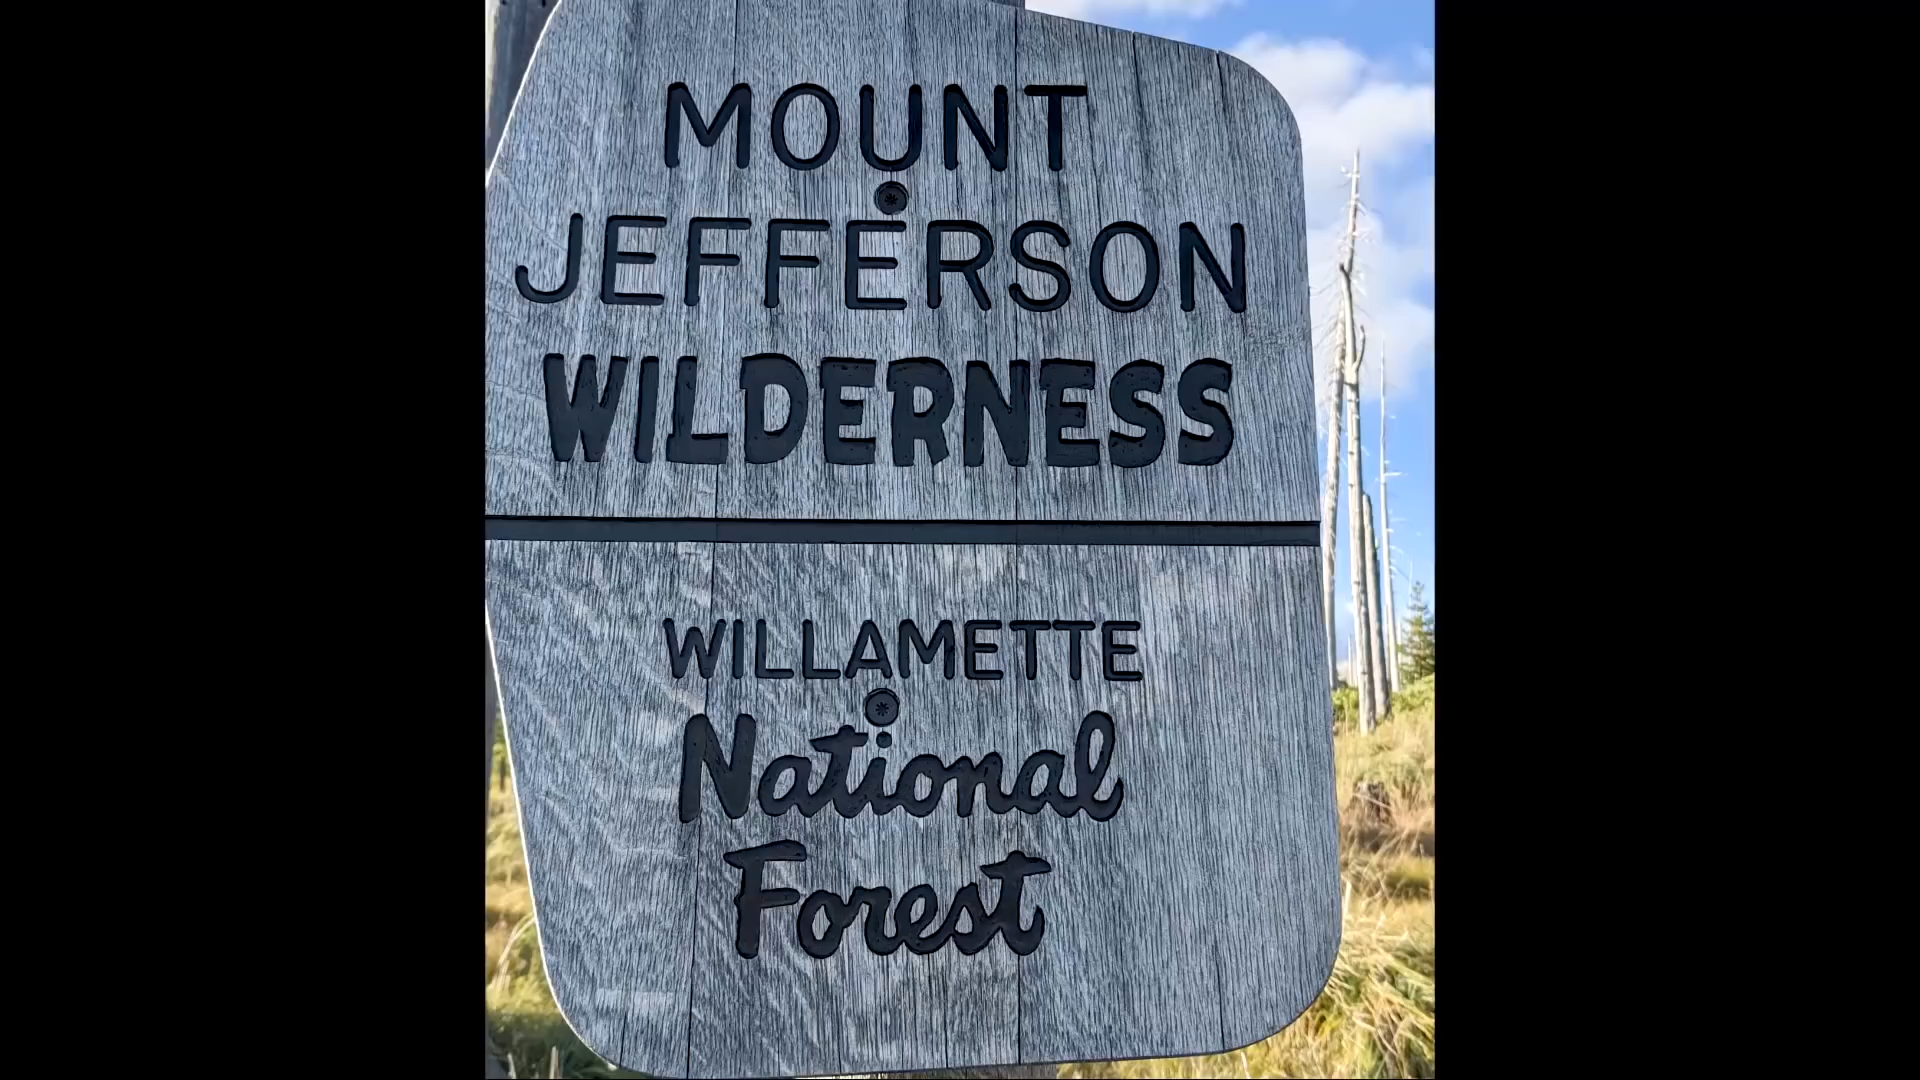 MOUNT
JEFFERSON
WILDERNESS
WILLAMETTE
National
Forest